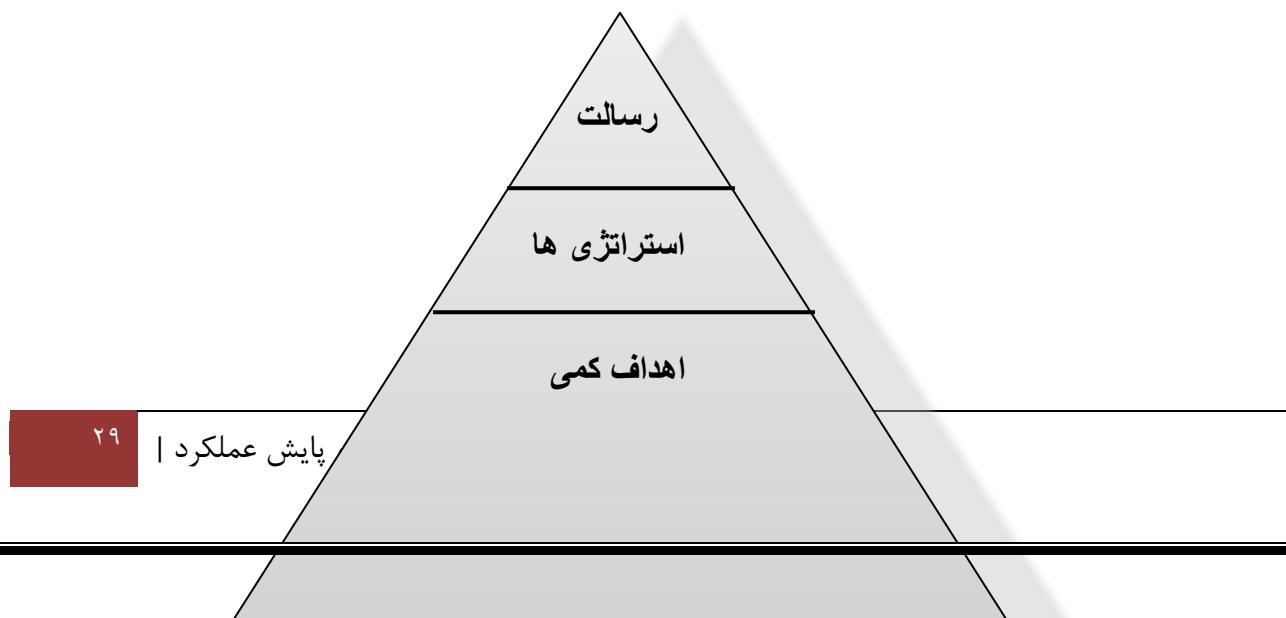 رسالت
استراتژی ها
اهداف کمی
پایش عملکرد | ۲۹